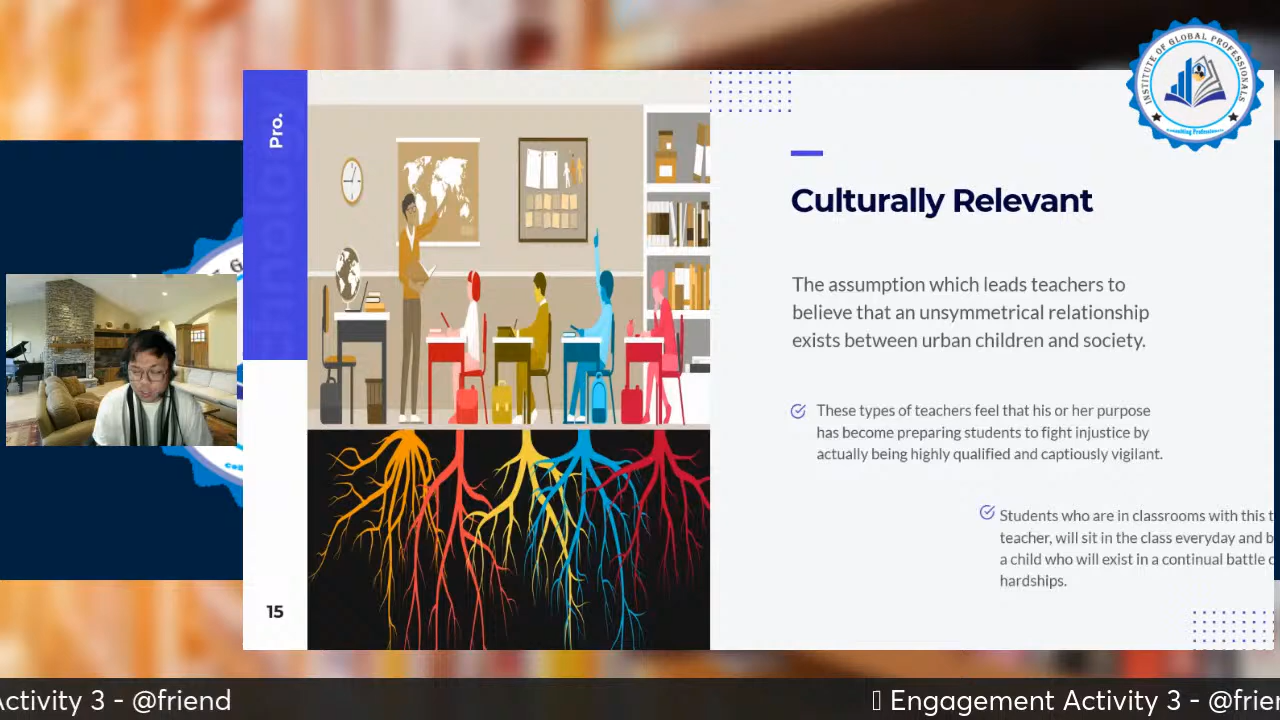 INSTITUTE OF GLOBAL PROFESSIONALS
Consulting Professionals
Pro.
Culturally Relevant
The assumption which leads teachers to
believe that an unsymmetrical relationship
exists between urban children and society.
These types of teachers feel that his or her purpose
has become preparing students to fight injustice by
actually being highly qualified and captiously vigilant.
Students who are in classrooms with this t
teacher, will sit in the class everyday and b
a child who will exist in a continual battle o
hardships.
15
Activity 3 - @friend
Engagement Activity 3 - @frien